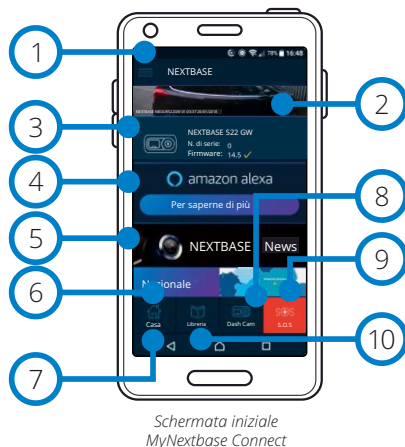 1
78% 16:48
NEXTBASE
2
3
NEXTBASE 522 GW
N. di serie: 0
Firmware: 14.5
4
amazon alexa
Per saperne di più
8
5
NEXTBASE News
9
6
Nazionale
SOS
Casa
Libreria
Dash Cam
S.O.S
7
10
Schermata iniziale
MyNextbase Connect